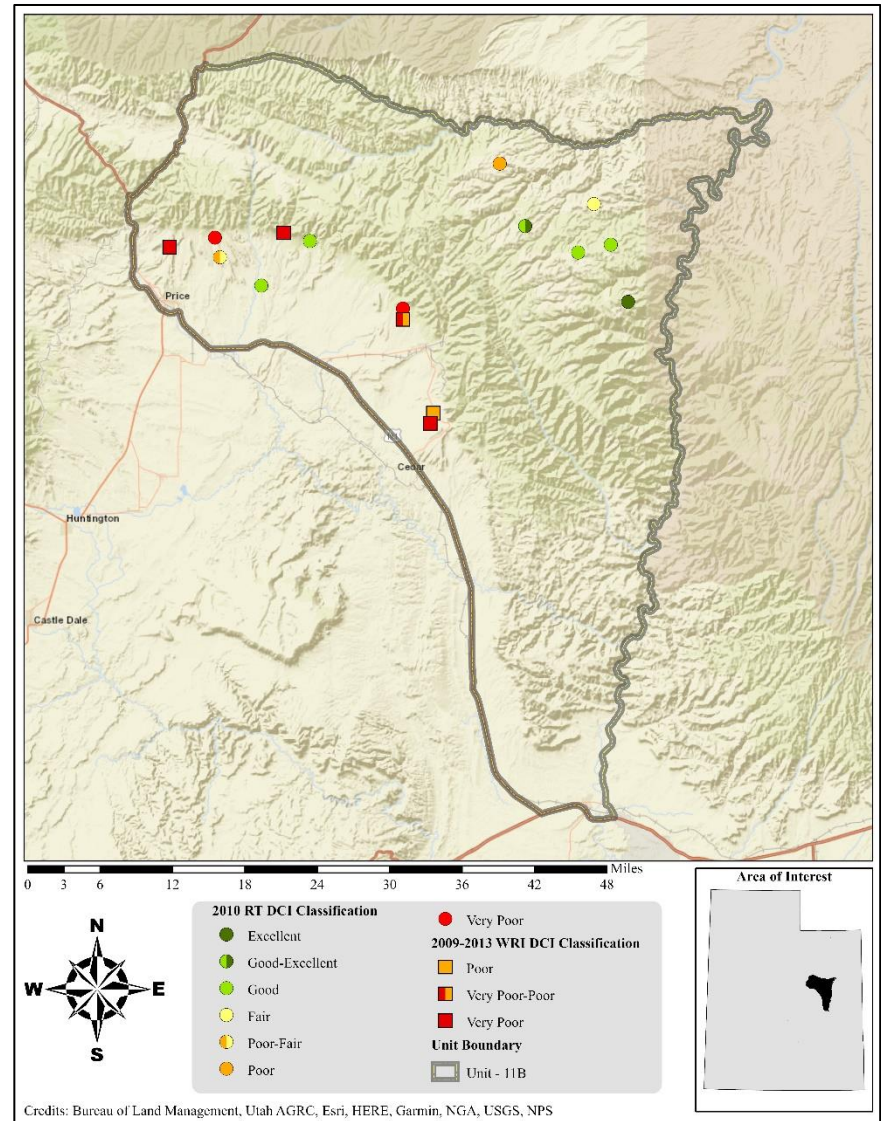 Price
191
Cedar
Huntington
Castle Dale
0 3 6 12 18 24 30 36 42 48 Miles
N
W E
S
2010 RT DCI Classification
Excellent
Good-Excellent
Good
Fair
Poor-Fair
Poor
Very Poor
2009-2013 WRI DCI Classification
Poor
Very Poor-Poor
Very Poor
Unit Boundary
Unit - 11B
Area of Interest
Credits: Bureau of Land Management, Utah AGRC, Esri, HERE, Garmin, NGA, USGS, NPS